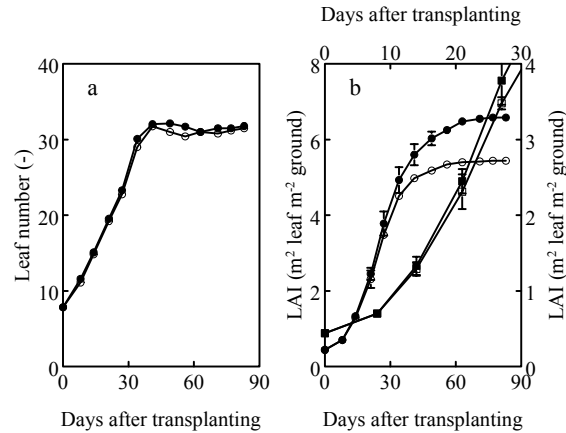 Days after transplanting
0 10 20 30
a
b
40
30
20
10
0
Leaf number (-)
0 30 60 90
Days after transplanting
8
6
4
2
0
LAI (m² leaf m⁻² ground)
4
3
2
1
0
LAI (m² leaf m⁻² ground)
0 30 60 90
Days after transplanting